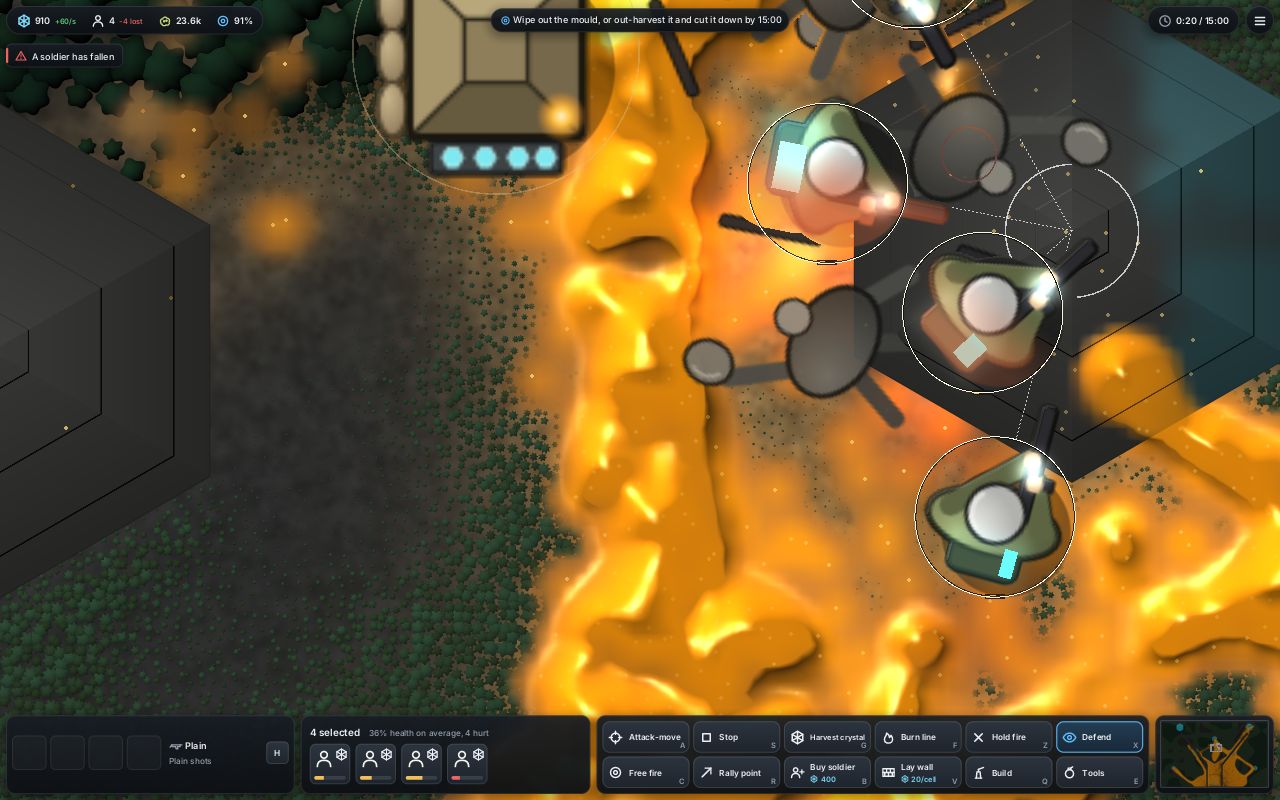 910 +60/s 4 -4 lost 23.6k 91%
Wipe out the mould, or out-harvest it and cut it down by 15:00
0:20 / 15:00
A soldier has fallen
Plain
Plain shots
H
4 selected 36% health on average, 4 hurt
Attack-move A
Stop S
Harvest crystal G
Burn line F
Hold fire Z
Defend X
Free fire C
Rally point R
Buy soldier 400 B
Lay wall 20/cell V
Build Q
Tools E